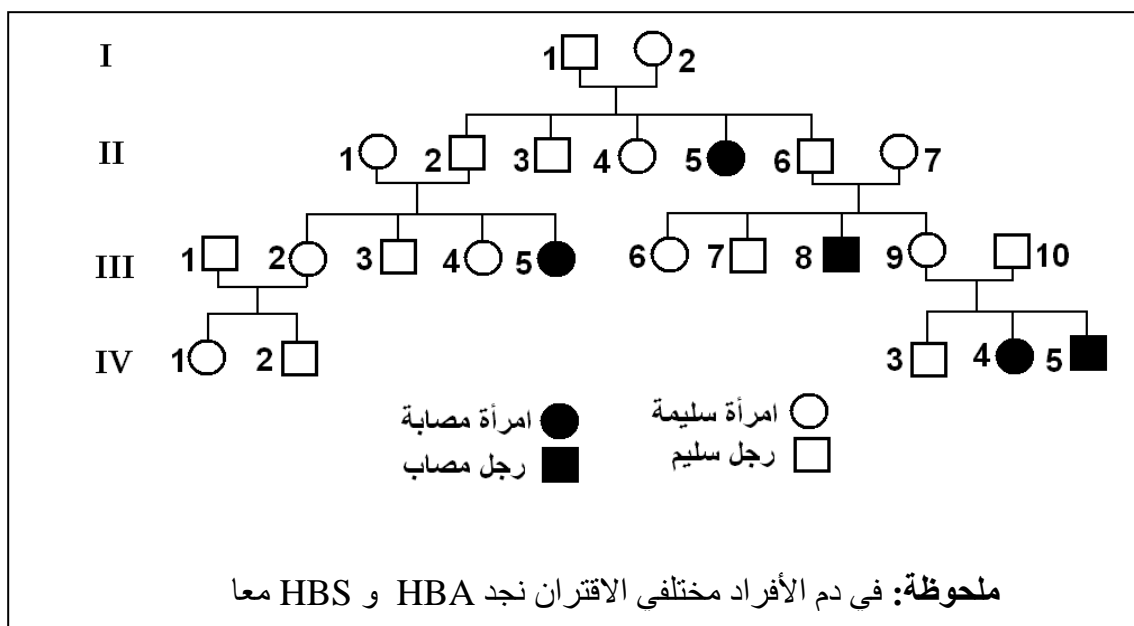 I
1 2
II
1 2 3 4 5 6 7
III
1 2 3 4 5 6 7 8 9 10
IV
1 2 3 4 5
امرأة سليمة
امرأة مصابة
رجل سليم
رجل مصاب
ملحوظة: في دم الأفراد مختلفي الاقتران نجد HBA و HBS معا